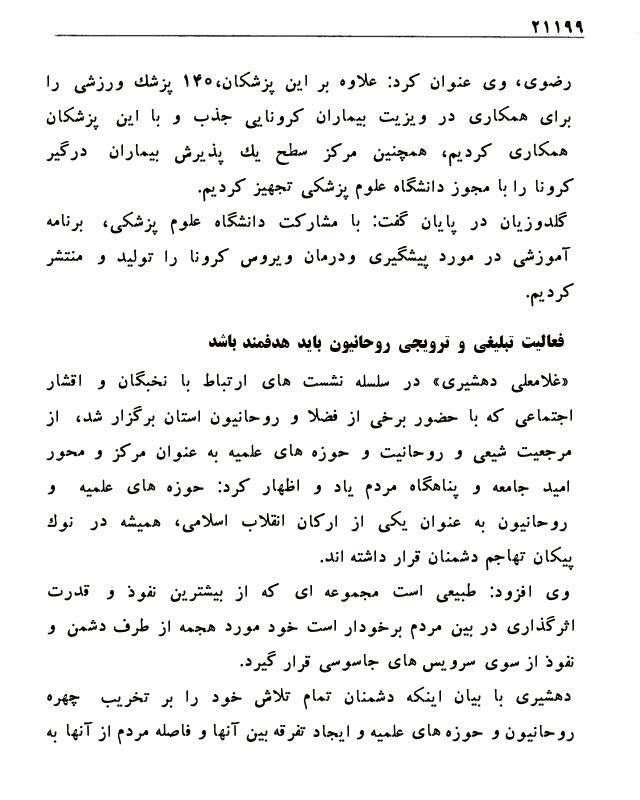 ۲۱۱۹۹
رضوی، وی عنوان کرد: علاوه بر این پزشکان،۱۴۰ پزشك ورزشی را
برای همکاری در ویزیت بیماران کرونایی جذب و با این پزشکان
همکاری کردیم، همچنین مرکز سطح یك پذیرش بیماران درگیر
کرونا را با مجوز دانشگاه علوم پزشکی تجهیز کردیم.
گلدوزیان در پایان گفت: با مشارکت دانشگاه علوم پزشکی، برنامه
آموزشی در مورد پیشگیری ودرمان ویروس کرونا را تولید و منتشر
کردیم.
فعالیت تبلیغی و ترویجی روحانیون باید هدفمند باشد
«غلامعلی دهشیری» در سلسله نشست های ارتباط با نخبگان و اقشار
اجتماعی که با حضور برخی از فضلا و روحانیون استان برگزار شد، از
مرجعیت شیعی و روحانیت و حوزه های علمیه به عنوان مرکز و محور
امید جامعه و پناهگاه مردم یاد و اظهار کرد: حوزه های علمیه و
روحانیون به عنوان یکی از ارکان انقلاب اسلامی، همیشه در نوك
پیکان تهاجم دشمنان قرار داشته اند.
وی افزود: طبیعی است مجموعه ای که از بیشترین نفوذ و قدرت
اثرگذاری در بین مردم برخودار است خود مورد هجمه از طرف دشمن و
نفوذ از سوی سرویس های جاسوسی قرار گیرد.
دهشیری با بیان اینکه دشمنان تمام تلاش خود را بر تخریب چهره
روحانیون و حوزه های علمیه و ایجاد تفرقه بین آنها و فاصله مردم از آنها به